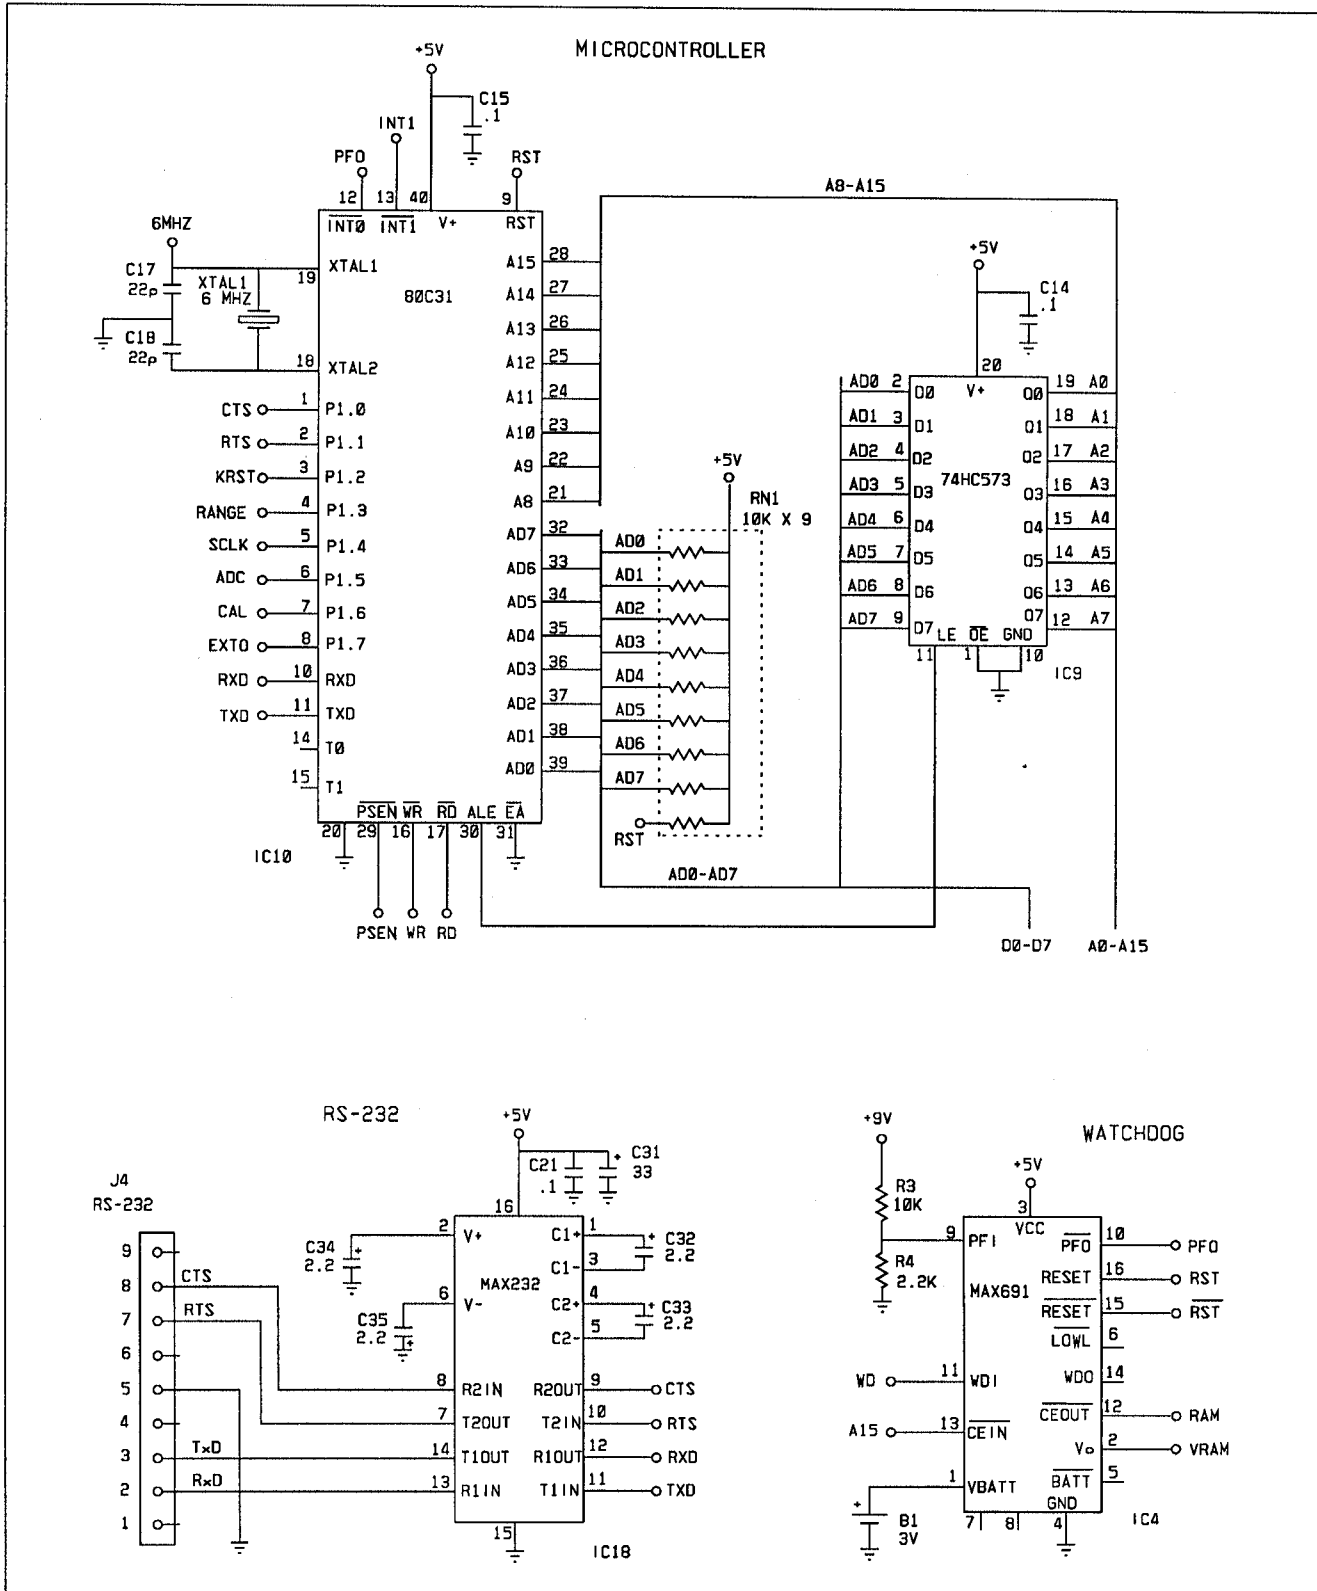 MICROCONTROLLER
+5V
C15
.1
INT1
PFO
RST
12
13
40
9
INT0
INT1
V+
RST
A8-A15
6MHZ
C17
22p
XTAL1
6 MHZ
C18
22p
19
XTAL1
18
XTAL2
80C31
A15 28
A14 27
A13 26
A12 25
A11 24
A10 23
A9 22
A8 21
AD7 32
AD6 33
AD5 34
AD4 35
AD3 36
AD2 37
AD1 38
AD0 39
CTS 1 P1.0
RTS 2 P1.1
KRST 3 P1.2
RANGE 4 P1.3
SCLK 5 P1.4
ADC 6 P1.5
CAL 7 P1.6
EXTO 8 P1.7
RXD 10 RXD
TXD 11 TXD
14 T0
15 T1
PSEN WR RD ALE EA
20 29 16 17 30 31
IC10
PSEN WR RD
+5V
RN1
10K X 9
AD0
AD1
AD2
AD3
AD4
AD5
AD6
AD7
RST
AD0-AD7
+5V
C14
.1
20
V+
74HC573
AD0 2 D0
AD1 3 D1
AD2 4 D2
AD3 5 D3
AD4 6 D4
AD5 7 D5
AD6 8 D6
AD7 9 D7
O0 19 A0
O1 18 A1
O2 17 A2
O3 16 A3
O4 15 A4
O5 14 A5
O6 13 A6
O7 12 A7
LE OE GND
11 1 10
IC9
D0-D7
A0-A15
RS-232
+5V
C21
.1
+ C31
33
J4
RS-232
9
8 CTS
7 RTS
6
5
4
3 TxD
2 RxD
1
16
MAX232
2 V+
C34 +
2.2
6 V-
C35
2.2 +
C1+ 1
C1- 3
+ C32
2.2
C2+ 4
C2- 5
+ C33
2.2
8 R2IN
7 T2OUT
14 T1OUT
13 R1IN
R2OUT 9 CTS
T2IN 10 RTS
R1OUT 12 RXD
T1IN 11 TXD
15
IC18
WATCHDOG
+9V
R3
10K
R4
2.2K
+5V
3
VCC
MAX691
9 PFI
PFO 10 PFO
RESET 16 RST
RESET 15 RST
LOWL 6
WD 11 WDI
WDO 14
CEOUT 12 RAM
A15 13 CEIN
Vo 2 VRAM
1 VBATT
BATT 5
GND
7 8 4
+
B1
3V
IC4